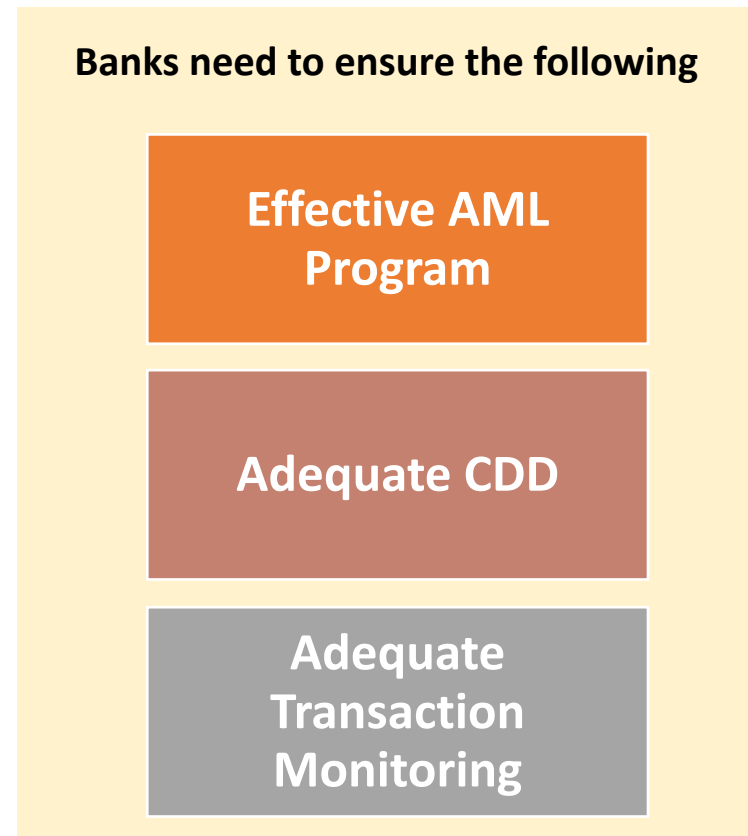 Banks need to ensure the following
Effective AML
Program
Adequate CDD
Adequate
Transaction
Monitoring